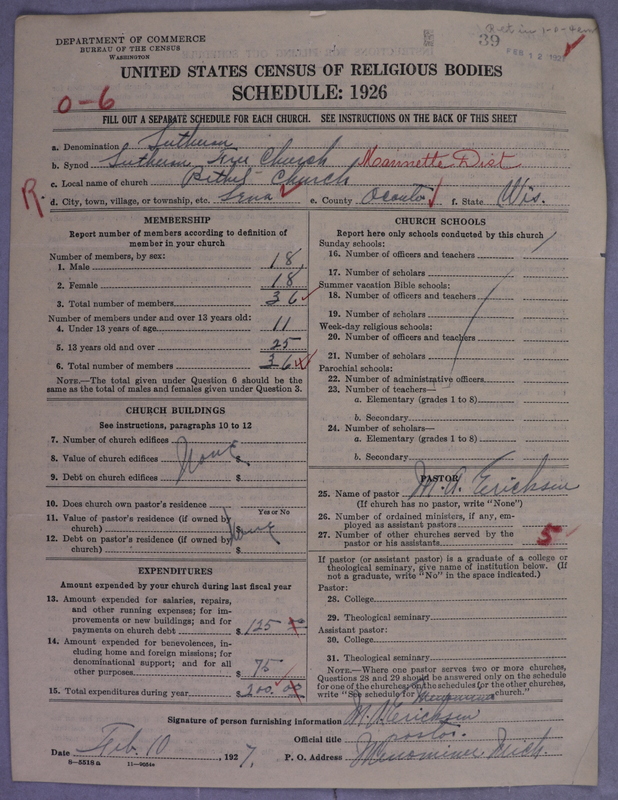 DEPARTMENT OF COMMERCE
BUREAU OF THE CENSUS
WASHINGTON
39
FEB 12 192
UNITED STATES CENSUS OF RELIGIOUS BODIES
SCHEDULE: 1926
0-6
FILL OUT A SEPARATE SCHEDULE FOR EACH CHURCH. SEE INSTRUCTIONS ON THE BACK OF THIS SHEET
a. Denomination Lutheran
b. Synod Lutheran Free Church Marinette Dist
c. Local name of church Bethel Church
R. d. City, town, village, or township, etc. Lena e. County Oconto f. State Wis.
MEMBERSHIP
Report number of members according to definition of
member in your church
Number of members, by sex:
1. Male 18
2. Female 18
3. Total number of members 36
Number of members under and over 13 years old:
4. Under 13 years of age 11
5. 13 years old and over 25
6. Total number of members 36
NOTE.—The total given under Question 6 should be the
same as the total of males and females given under Question 3.
CHURCH BUILDINGS
See instructions, paragraphs 10 to 12
7. Number of church edifices
8. Value of church edifices $ None
9. Debt on church edifices $
10. Does church own pastor's residence
Yes or No
11. Value of pastor's residence (if owned by
church) $ None
12. Debt on pastor's residence (if owned by
church) $
EXPENDITURES
Amount expended by your church during last fiscal year
13. Amount expended for salaries, repairs,
and other running expenses; for im-
provements or new buildings; and for
payments on church debt $ 125 00
14. Amount expended for benevolences, in-
cluding home and foreign missions; for
denominational support; and for all
other purposes 75
15. Total expenditures during year $ 200.00
CHURCH SCHOOLS
Report here only schools conducted by this church
Sunday schools:
16. Number of officers and teachers
17. Number of scholars
Summer vacation Bible schools:
18. Number of officers and teachers
19. Number of scholars
Week-day religious schools:
20. Number of officers and teachers
21. Number of scholars
Parochial schools:
22. Number of administrative officers
23. Number of teachers—
a. Elementary (grades 1 to 8)
b. Secondary
24. Number of scholars—
a. Elementary (grades 1 to 8)
b. Secondary
PASTOR
25. Name of pastor M. A. Erickson
(If church has no pastor, write "None")
26. Number of ordained ministers, if any, em-
ployed as assistant pastors
27. Number of other churches served by the
pastor or his assistants 5
If pastor (or assistant pastor) is a graduate of a college or
theological seminary, give name of institution below. (If
not a graduate, write "No" in the space indicated.)
Pastor:
28. College
29. Theological seminary
Assistant pastor:
30. College
31. Theological seminary
NOTE.—Where one pastor serves two or more churches,
Questions 28 and 29 should be answered only on the schedule
for one of the churches; on the schedules for the other churches,
write "See schedule for Menominee church."
Signature of person furnishing information M. A. Erickson
Official title Pastor.
Date Feb. 10, 1927. P. O. Address Menominee Mich.
8-5518 a 11-9054a